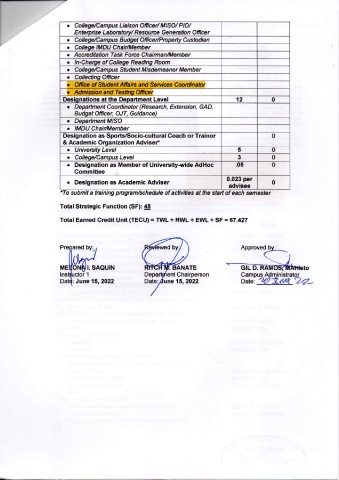 College/Campus Liaison Officer/ MISO/ PIO/
Enterprise Laboratory/ Resource Generation Officer
College/Campus Budget Officer/Property Custodian
College IMDU Chair/Member
Accreditation Task Force Chairman/Member
In-Charge of College Reading Room
College/Campus Student Misdemeanor Member
Collecting Officer
Office of Student Affairs and Services Coordinator
Admission and Testing Officer
Designations at the Department Level 12 0
Department Coordinator (Research, Extension, GAD,
Budget Officer, OJT, Guidance)
Department MISO
IMDU Chair/Member
Designation as Sports/Socio-cultural Coach or Trainor 0
& Academic Organization Adviser*
University Level 5 0
College/Campus Level 3 0
Designation as Member of University-wide AdHoc .05 0
Committee
Designation as Academic Adviser 0.023 per 0
advisee
*To submit a training program/schedule of activities at the start of each semester
Total Strategic Function (SF): 45
Total Earned Credit Unit (TECU) = TWL + RWL + EWL + SF = 67.427
Prepared by: Reviewed by: Approved by:
I. SAQUIN BANATE GIL D. RAMOS,
Instructor 1 Department Chairperson Campus Administrator
Date: June 15, 2022 Date: June 15, 2022 Date: